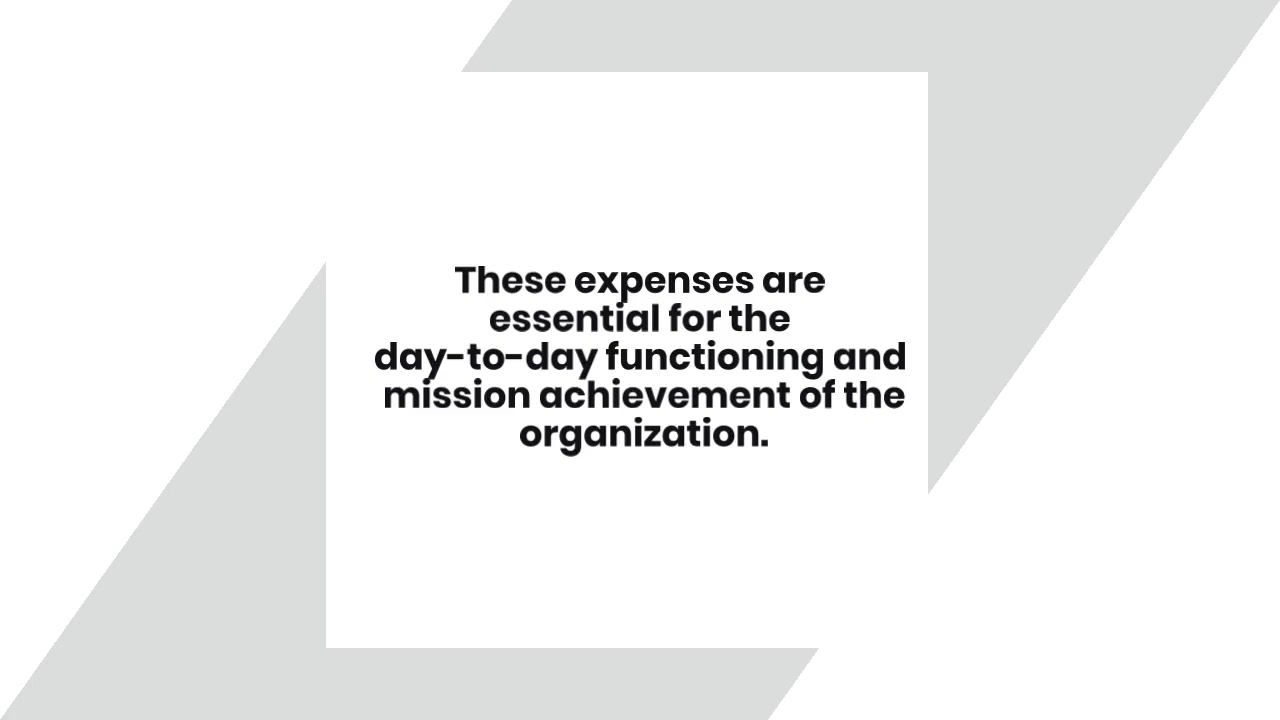 These expenses are
essential for the
day-to-day functioning and
mission achievement of the
organization.